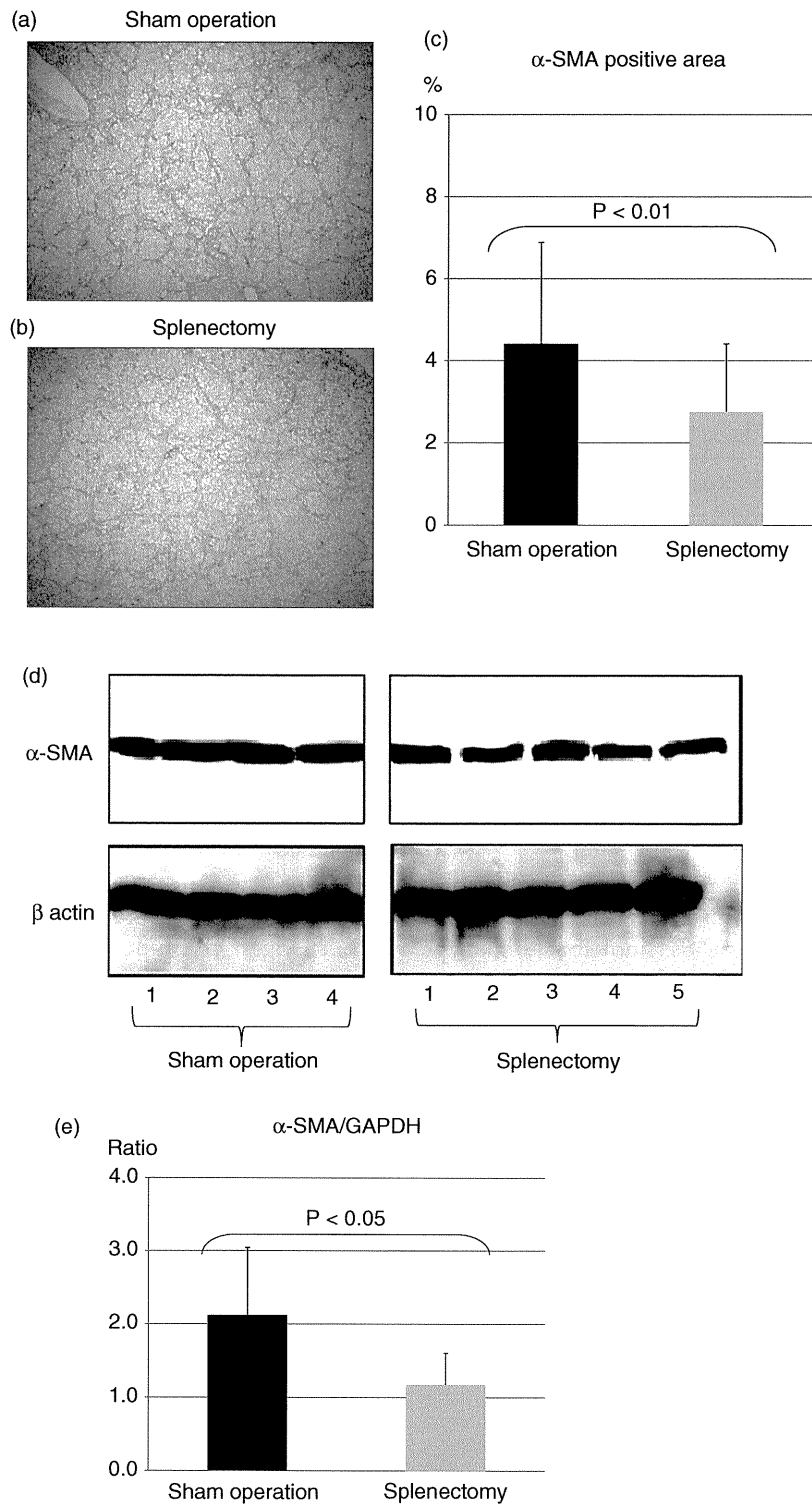 (a)
Sham operation
(b)
Splenectomy
(c)
α-SMA positive area
%
10
8
P < 0.01
6
4
2
0
Sham operation Splenectomy
(d)
α-SMA
β actin
1 2 3 4 1 2 3 4 5
Sham operation Splenectomy
(e)
α-SMA/GAPDH
Ratio
4.0
P < 0.05
3.0
2.0
1.0
0.0
Sham operation Splenectomy